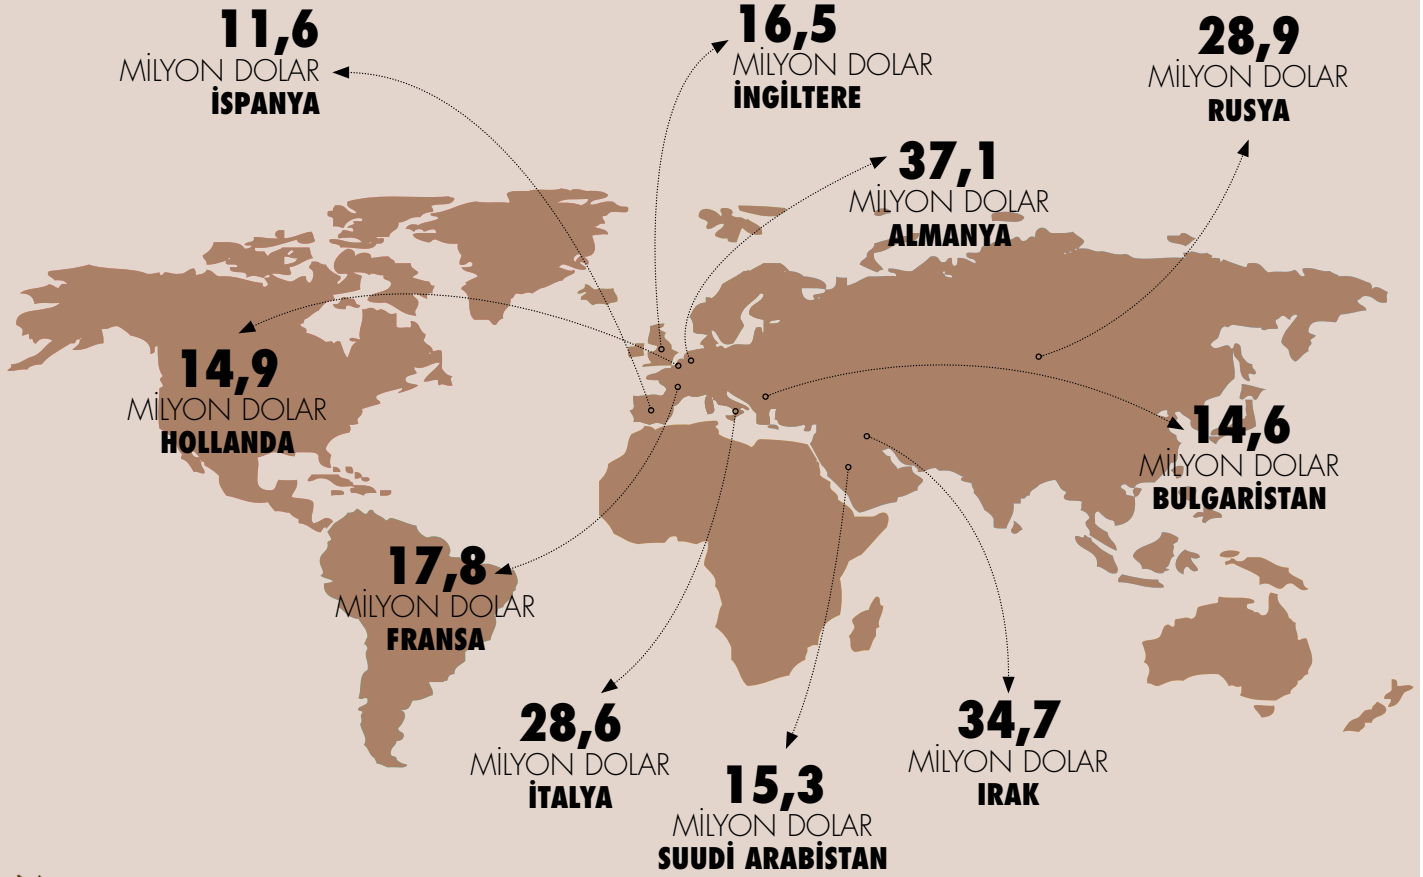 11,6
MİLYON DOLAR
İSPANYA
16,5
MİLYON DOLAR
İNGİLTERE
28,9
MİLYON DOLAR
RUSYA
37,1
MİLYON DOLAR
ALMANYA
14,9
MİLYON DOLAR
HOLLANDA
14,6
MİLYON DOLAR
BULGARİSTAN
17,8
MİLYON DOLAR
FRANSA
28,6
MİLYON DOLAR
İTALYA
15,3
MİLYON DOLAR
SUUDİ ARABİSTAN
34,7
MİLYON DOLAR
IRAK